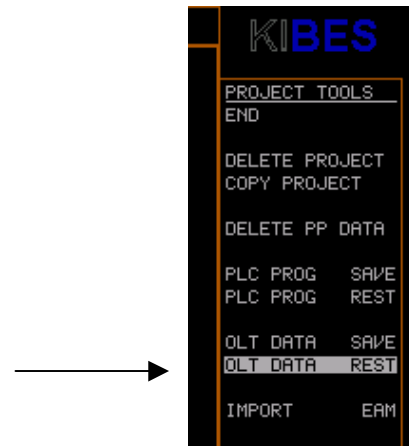 KIBES
PROJECT TOOLS
END
DELETE PROJECT
COPY PROJECT
DELETE PP DATA
PLC PROG SAVE
PLC PROG REST
OLT DATA SAVE
OLT DATA REST
IMPORT EAM